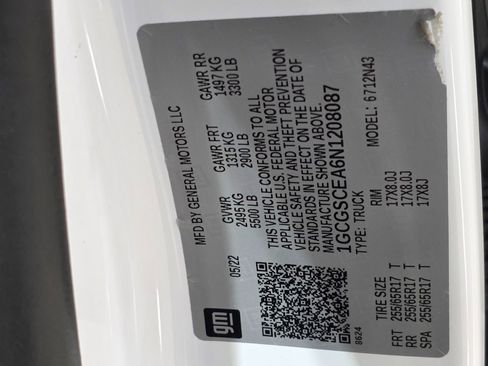 MFD BY GENERAL MOTORS LLC
05/22 GVWR GAWR FRT GAWR RR
2495 KG 1315 KG 1497 KG
5500 LB 2900 LB 3300 LB
THIS VEHICLE CONFORMS TO ALL
APPLICABLE U.S. FEDERAL MOTOR
VEHICLE SAFETY AND THEFT PREVENTION
STANDARDS IN EFFECT ON THE DATE OF
MANUFACTURE SHOWN ABOVE.
1GCGSCEA6N1208087
TYPE: TRUCK MODEL: 6712N43
gm
8624
TIRE SIZE RIM
FRT 255/65R17 T 17X8.0J
RR 255/65R17 T 17X8.0J
SPA 255/65R17 T 17X8J